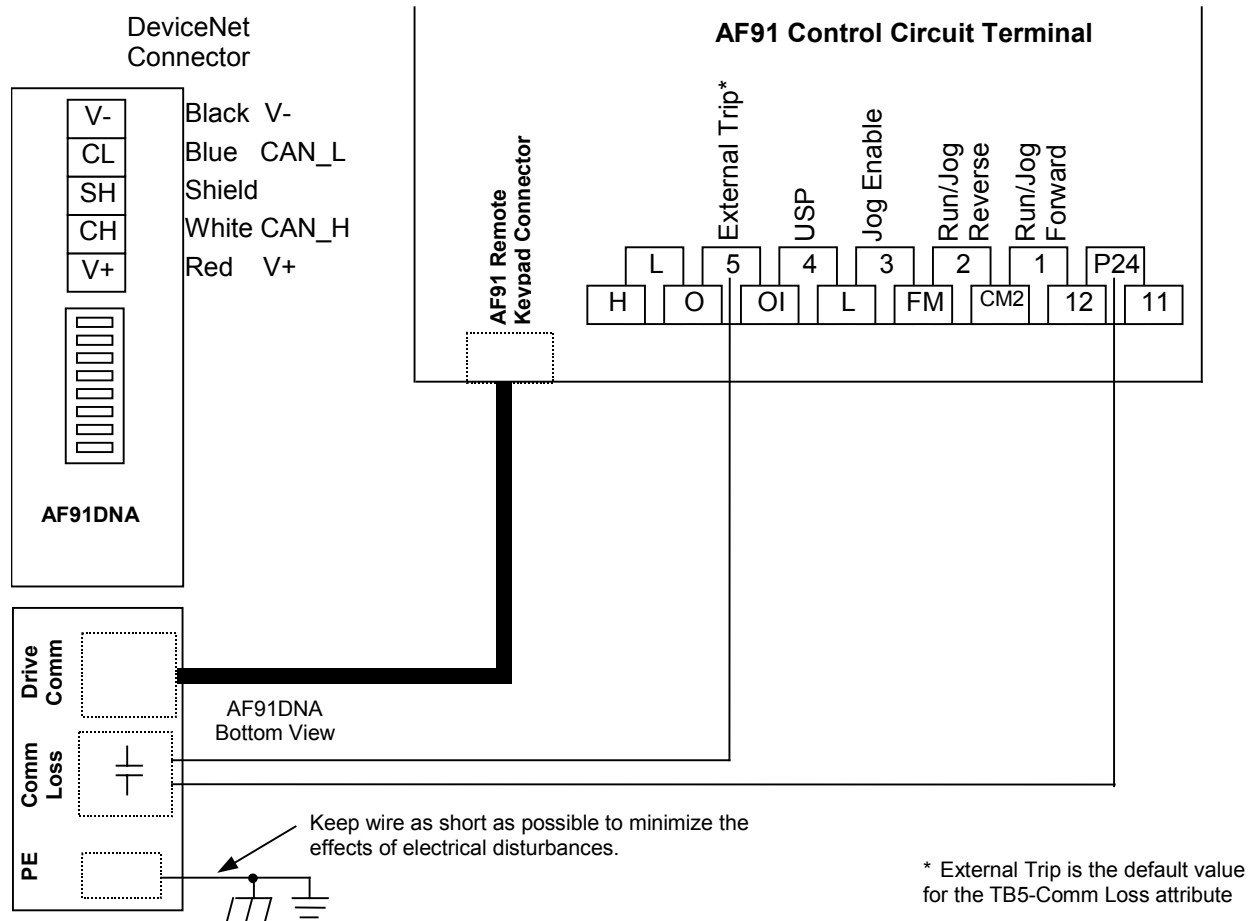 DeviceNet
Connector
V-
CL
SH
CH
V+
Black V-
Blue CAN_L
Shield
White CAN_H
Red V+
AF91DNA
AF91 Control Circuit Terminal
AF91 Remote
Keypad Connector
External Trip*
USP
Jog Enable
Run/Jog
Reverse
Run/Jog
Forward
L 5 4 3 2 1 P24
H O OI L FM CM2 12 11
Drive
Comm
AF91DNA
Bottom View
Comm
Loss
PE
Keep wire as short as possible to minimize the
effects of electrical disturbances.
* External Trip is the default value
for the TB5-Comm Loss attribute